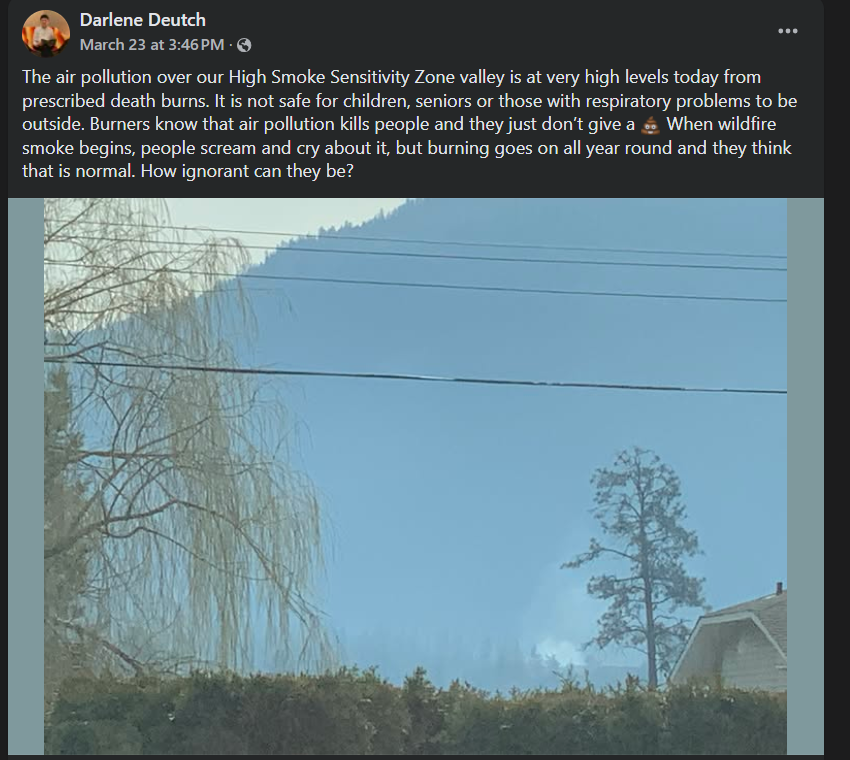 Darlene Deutch
March 23 at 3:46 PM ·
The air pollution over our High Smoke Sensitivity Zone valley is at very high levels today from
prescribed death burns. It is not safe for children, seniors or those with respiratory problems to be
outside. Burners know that air pollution kills people and they just don’t give a 💩 When wildfire
smoke begins, people scream and cry about it, but burning goes on all year round and they think
that is normal. How ignorant can they be?